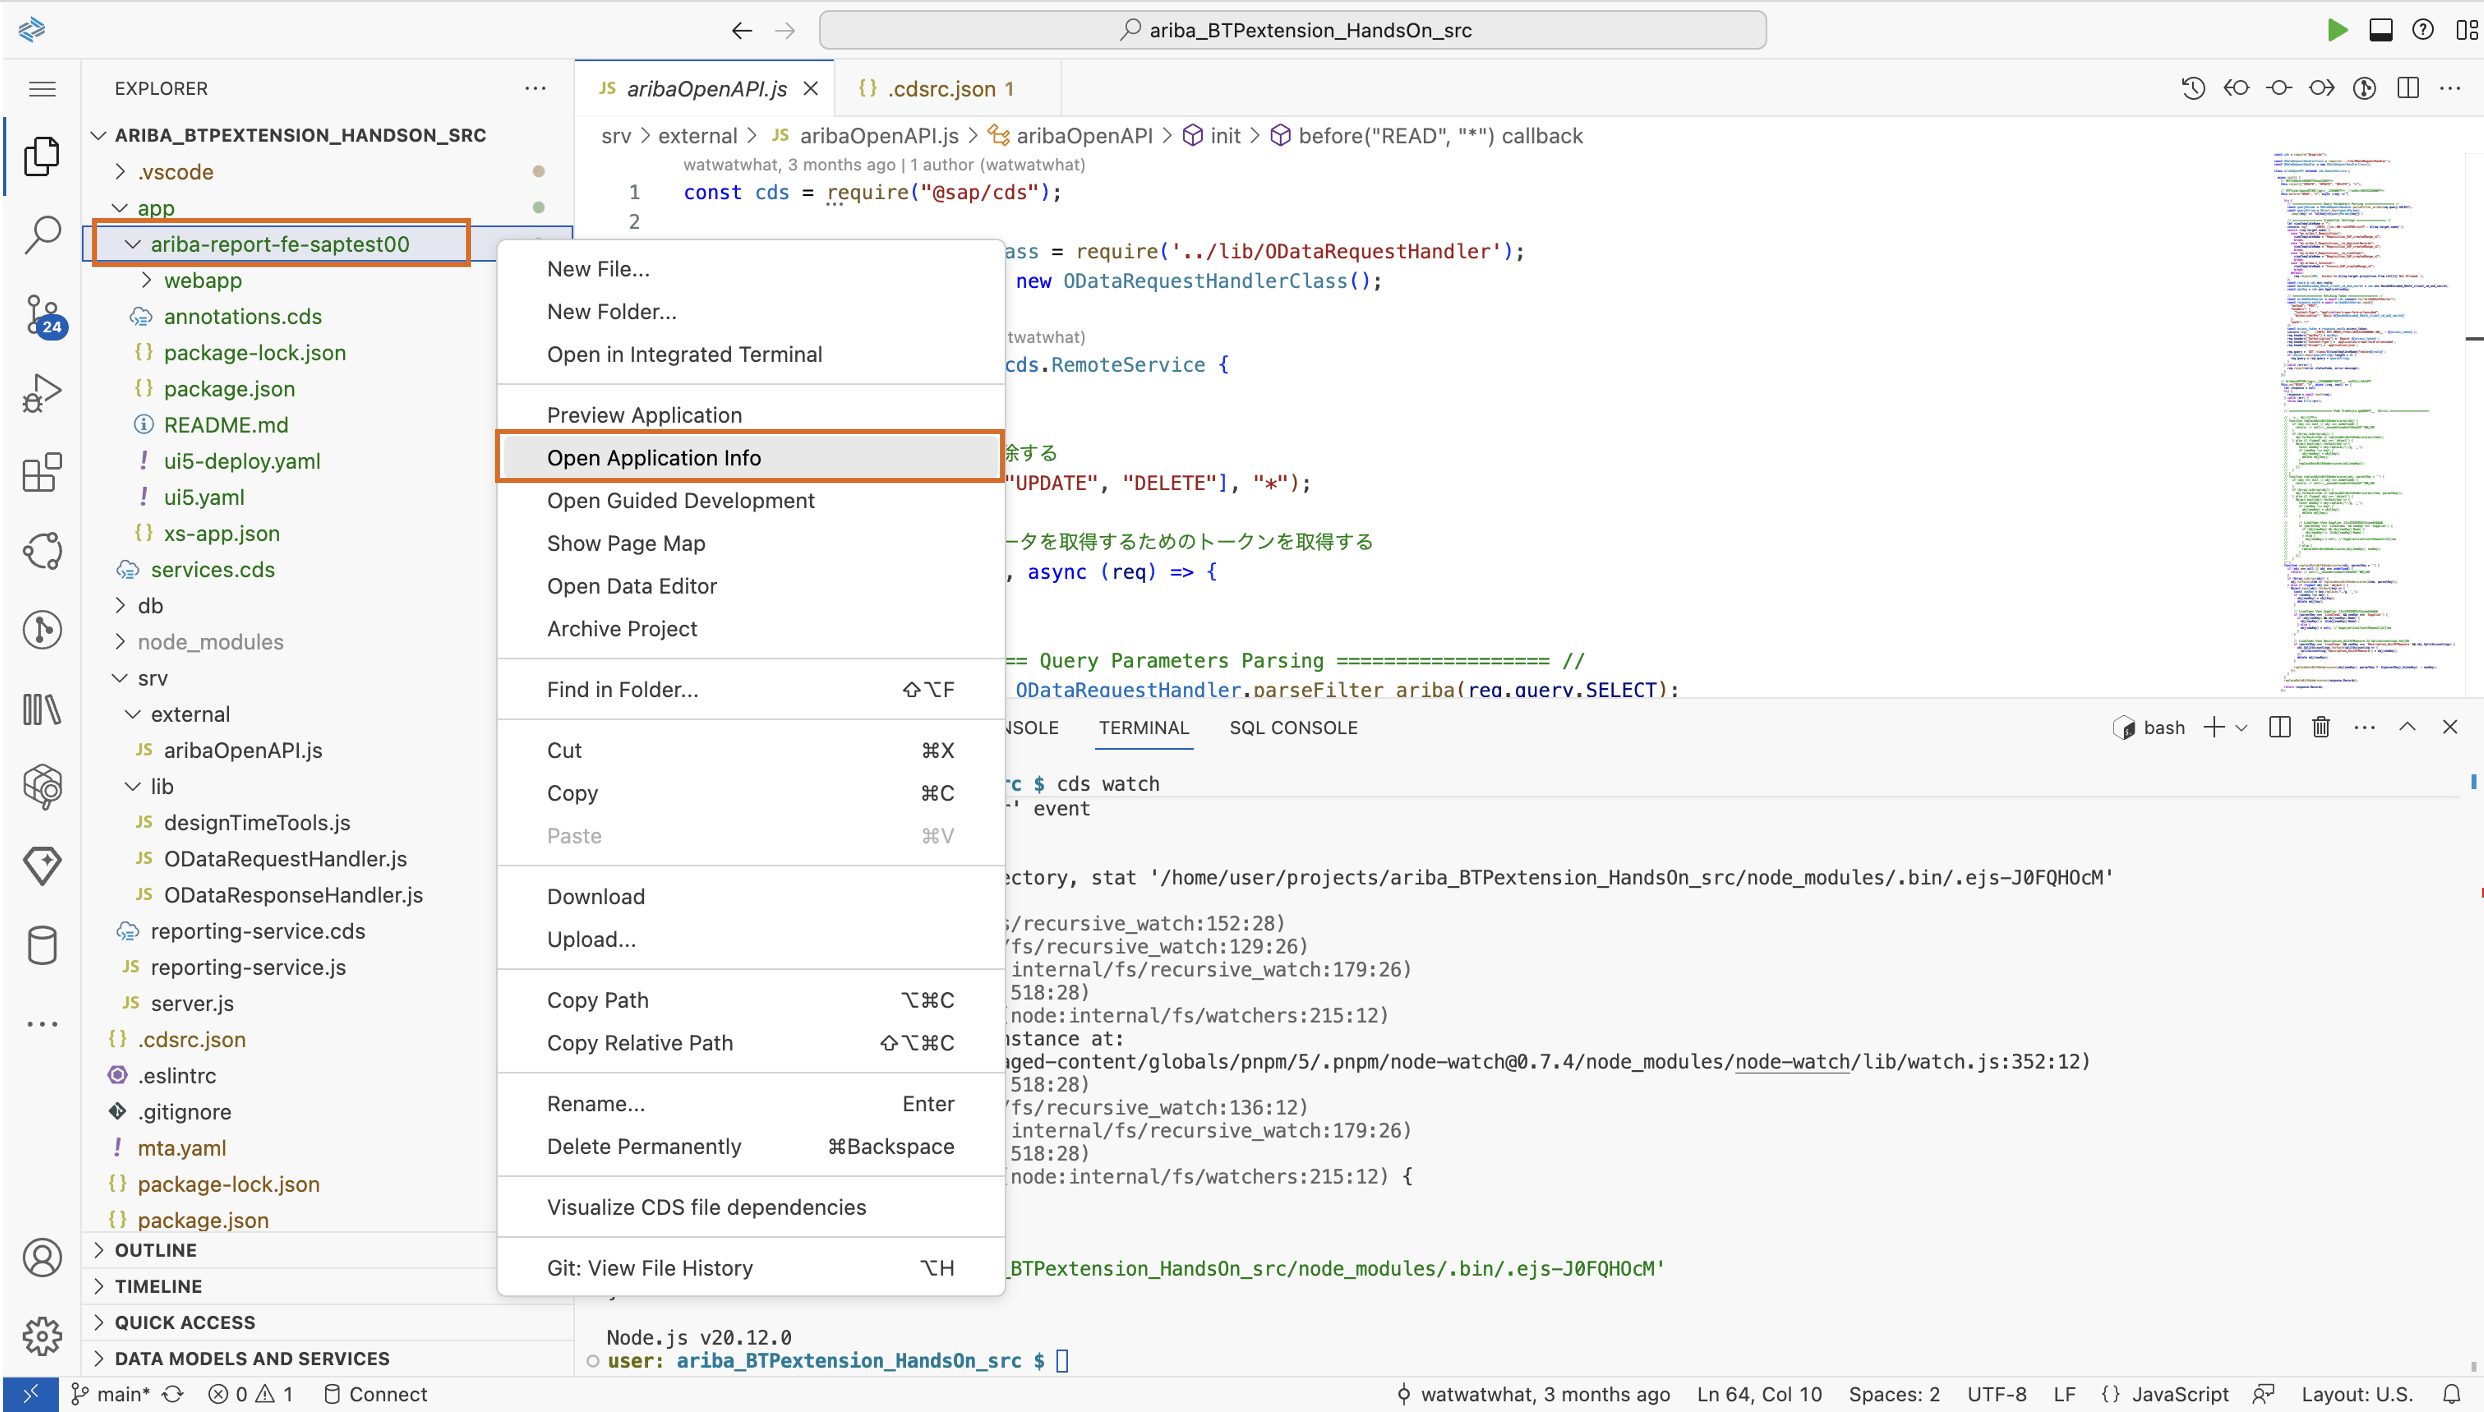 ariba_BTPextension_HandsOn_src
EXPLORER
ARIBA_BTPEXTENSION_HANDSON_SRC
.vscode
app
ariba-report-fe-saptest00
webapp
annotations.cds
package-lock.json
package.json
README.md
ui5-deploy.yaml
ui5.yaml
xs-app.json
services.cds
db
node_modules
srv
external
JS aribaOpenAPI.js
lib
JS designTimeTools.js
JS ODataRequestHandler.js
JS ODataResponseHandler.js
reporting-service.cds
JS reporting-service.js
JS server.js
{} .cdsrc.json
.eslintrc
.gitignore
! mta.yaml
{} package-lock.json
{} package.json
OUTLINE
TIMELINE
QUICK ACCESS
DATA MODELS AND SERVICES
24
JS aribaOpenAPI.js
{} .cdsrc.json 1
srv > external > JS aribaOpenAPI.js > aribaOpenAPI > init > before("READ", "*") callback
watwatwhat, 3 months ago | 1 author (watwatwhat)
1 const cds = require("@sap/cds");
2
ass = require('../lib/ODataRequestHandler');
new ODataRequestHandlerClass();
twatwhat)
cds.RemoteService {
除する
"UPDATE", "DELETE"], "*");
ータを取得するためのトークンを取得する
, async (req) => {
== Query Parameters Parsing ================== //
ODataRequestHandler.parseFilter_ariba(req.query.SELECT);
New File...
New Folder...
Open in Integrated Terminal
Preview Application
Open Application Info
Open Guided Development
Show Page Map
Open Data Editor
Archive Project
Find in Folder... ⇧⌥F
Cut ⌘X
Copy ⌘C
Paste ⌘V
Download
Upload...
Copy Path ⌥⌘C
Copy Relative Path ⇧⌥⌘C
Rename... Enter
Delete Permanently ⌘Backspace
Visualize CDS file dependencies
Git: View File History ⌥H
NSOLE TERMINAL SQL CONSOLE
bash
rc $ cds watch
r' event
ectory, stat '/home/user/projects/ariba_BTPextension_HandsOn_src/node_modules/.bin/.ejs-J0FQHOcM'
s/recursive_watch:152:28)
/fs/recursive_watch:129:26)
internal/fs/recursive_watch:179:26)
518:28)
(node:internal/fs/watchers:215:12)
nstance at:
aged-content/globals/pnpm/5/.pnpm/node-watch@0.7.4/node_modules/node-watch/lib/watch.js:352:12)
518:28)
/fs/recursive_watch:136:12)
internal/fs/recursive_watch:179:26)
518:28)
(node:internal/fs/watchers:215:12) {
_BTPextension_HandsOn_src/node_modules/.bin/.ejs-J0FQHOcM'
Node.js v20.12.0
user: ariba_BTPextension_HandsOn_src $
main* 0 1 Connect
watwatwhat, 3 months ago Ln 64, Col 10 Spaces: 2 UTF-8 LF {} JavaScript Layout: U.S.